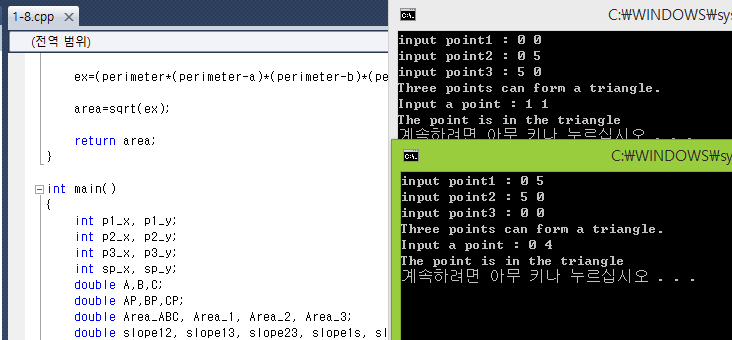 1-8.cpp
(전역 범위)
ex=(perimeter*(perimeter-a)*(perimeter-b)*(pe
area=sqrt(ex);
return area;
}
int main()
{
int p1_x, p1_y;
int p2_x, p2_y;
int p3_x, p3_y;
int sp_x, sp_y;
double A,B,C;
double AP,BP,CP;
double Area_ABC, Area_1, Area_2, Area_3;
double slope12, slope13, slope23, slope1s, sl
C:\. C:₩WINDOWS₩sys
input point1 : 0 0
input point2 : 0 5
input point3 : 5 0
Three points can form a triangle.
Input a point : 1 1
The point is in the triangle
계속하려면 아무 키나 누르십시오 . . .
C:\. C:₩WINDOWS₩sy
input point1 : 0 5
input point2 : 5 0
input point3 : 0 0
Three points can form a triangle.
Input a point : 0 4
The point is in the triangle
계속하려면 아무 키나 누르십시오 . . .